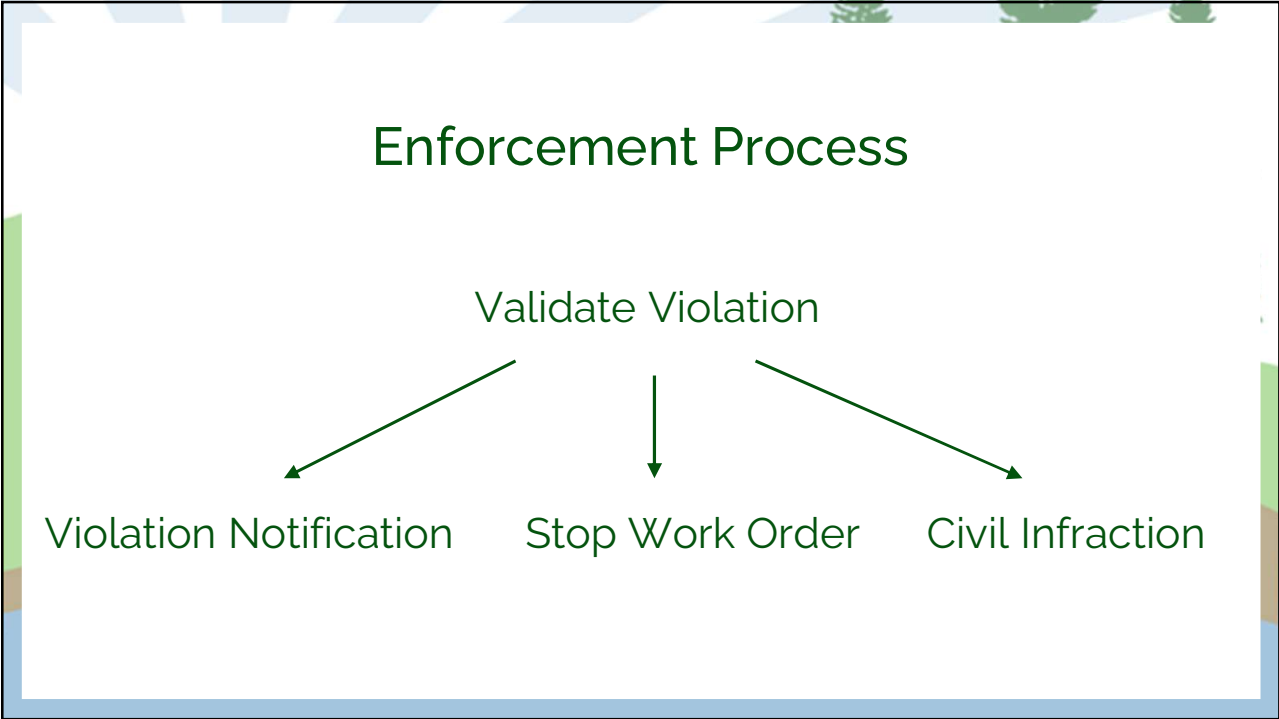 Enforcement Process
Validate Violation
Violation Notification
Stop Work Order
Civil Infraction